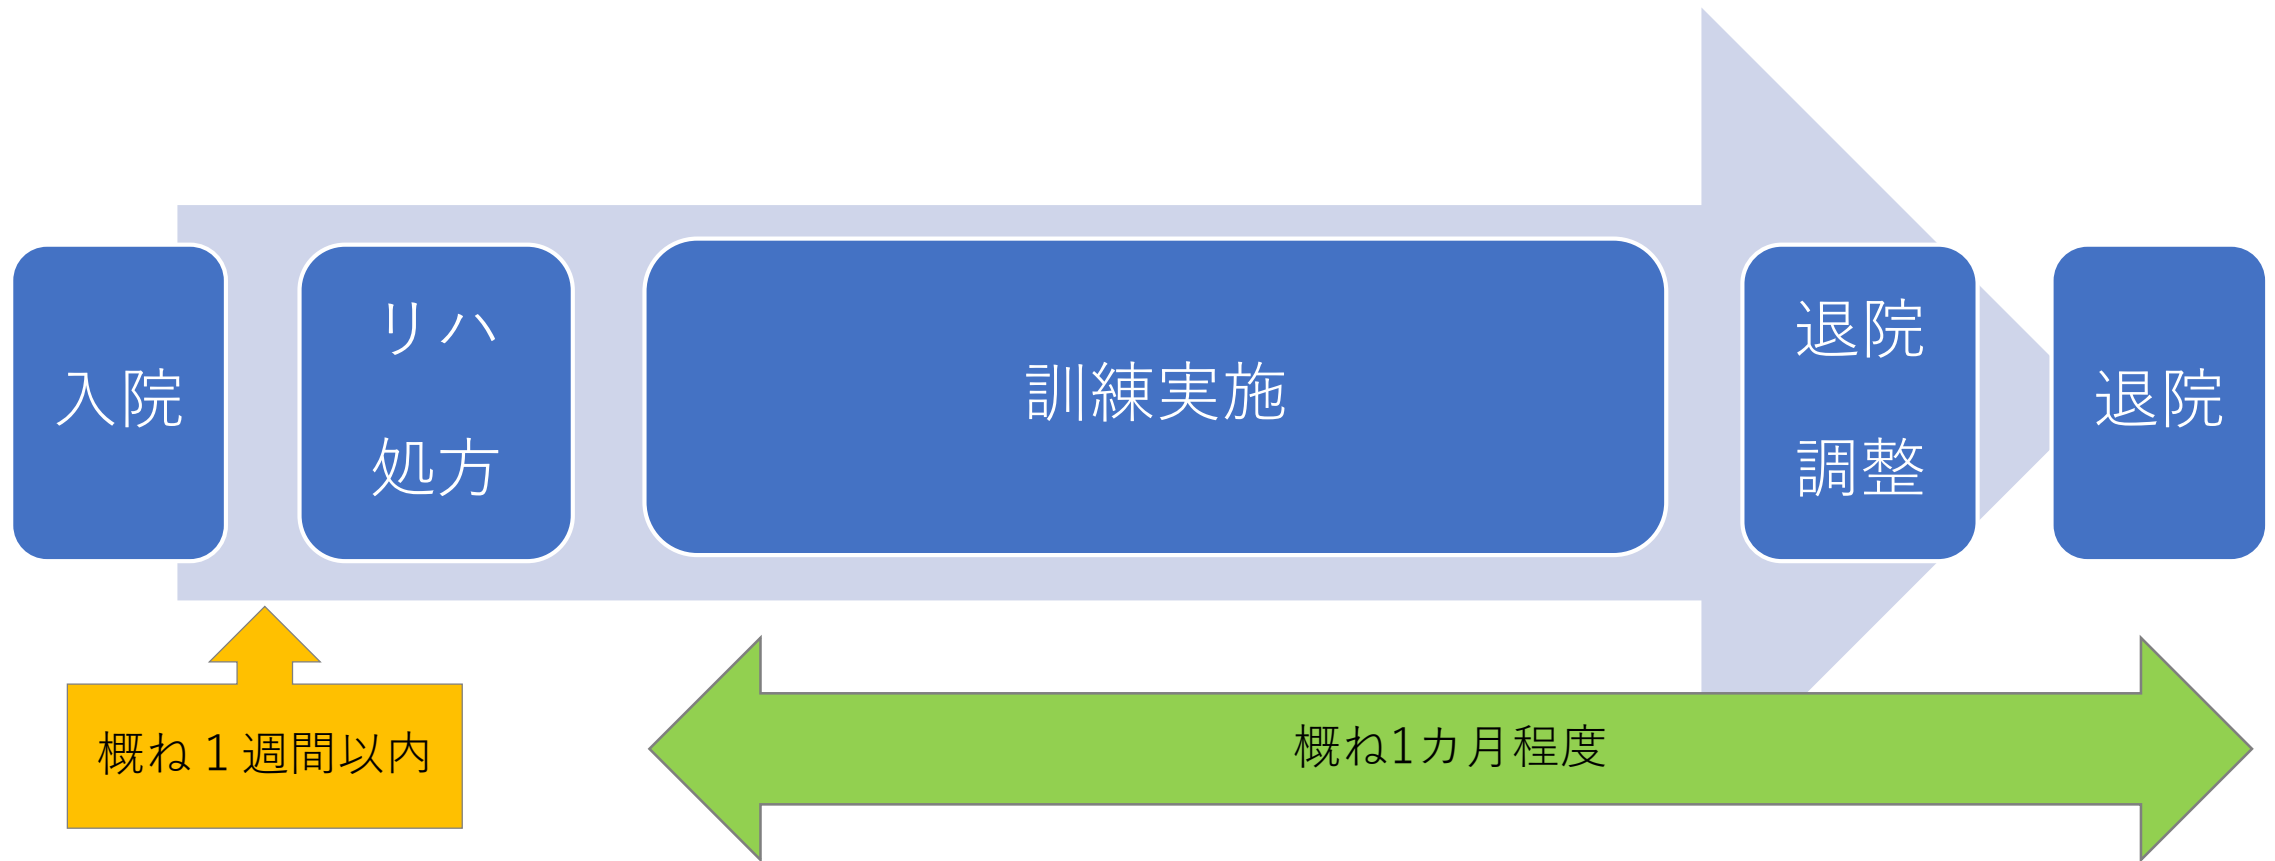 入院
リハ
処方
訓練実施
退院
調整
退院
概ね１週間以内
概ね1カ月程度